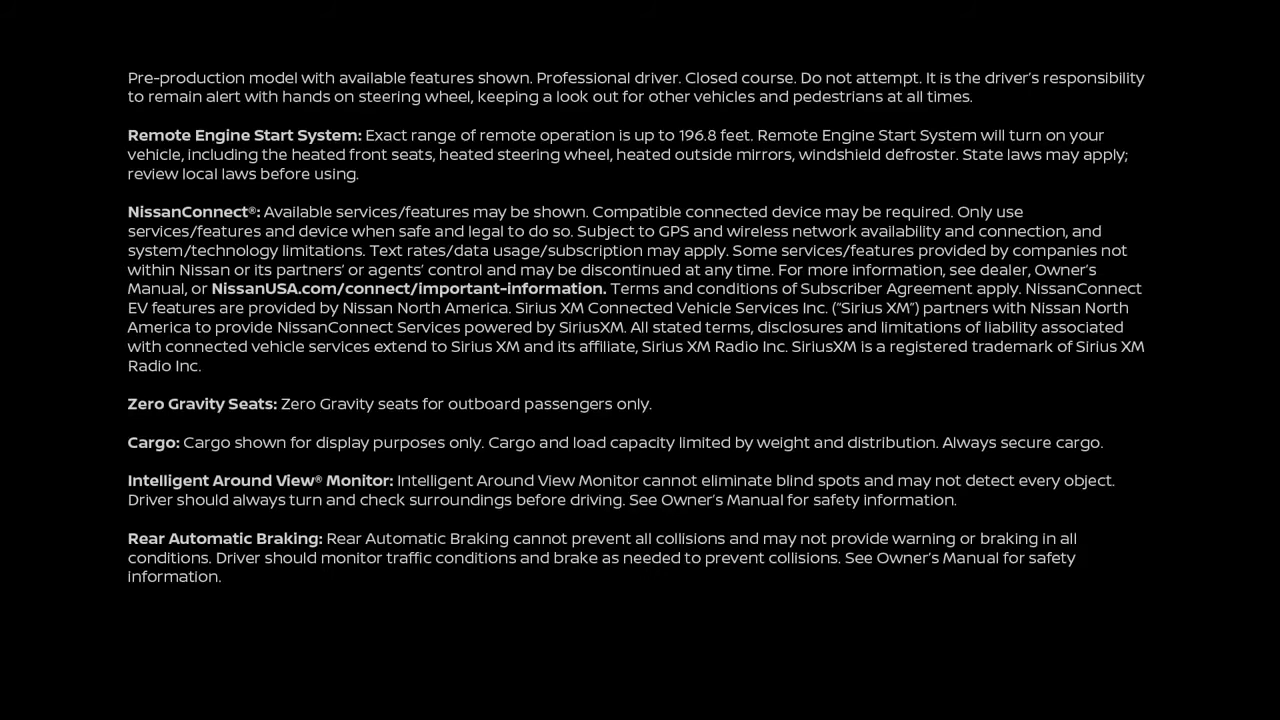 Pre-production model with available features shown. Professional driver. Closed course. Do not attempt. It is the driver's responsibility
to remain alert with hands on steering wheel, keeping a look out for other vehicles and pedestrians at all times.
Remote Engine Start System: Exact range of remote operation is up to 196.8 feet. Remote Engine Start System will turn on your
vehicle, including the heated front seats, heated steering wheel, heated outside mirrors, windshield defroster. State laws may apply;
review local laws before using.
NissanConnect®: Available services/features may be shown. Compatible connected device may be required. Only use
services/features and device when safe and legal to do so. Subject to GPS and wireless network availability and connection, and
system/technology limitations. Text rates/data usage/subscription may apply. Some services/features provided by companies not
within Nissan or its partners' or agents' control and may be discontinued at any time. For more information, see dealer, Owner's
Manual, or NissanUSA.com/connect/important-information. Terms and conditions of Subscriber Agreement apply. NissanConnect
EV features are provided by Nissan North America. Sirius XM Connected Vehicle Services Inc. ("Sirius XM") partners with Nissan North
America to provide NissanConnect Services powered by SiriusXM. All stated terms, disclosures and limitations of liability associated
with connected vehicle services extend to Sirius XM and its affiliate, Sirius XM Radio Inc. SiriusXM is a registered trademark of Sirius XM
Radio Inc.
Zero Gravity Seats: Zero Gravity seats for outboard passengers only.
Cargo: Cargo shown for display purposes only. Cargo and load capacity limited by weight and distribution. Always secure cargo.
Intelligent Around View® Monitor: Intelligent Around View Monitor cannot eliminate blind spots and may not detect every object.
Driver should always turn and check surroundings before driving. See Owner's Manual for safety information.
Rear Automatic Braking: Rear Automatic Braking cannot prevent all collisions and may not provide warning or braking in all
conditions. Driver should monitor traffic conditions and brake as needed to prevent collisions. See Owner's Manual for safety
information.